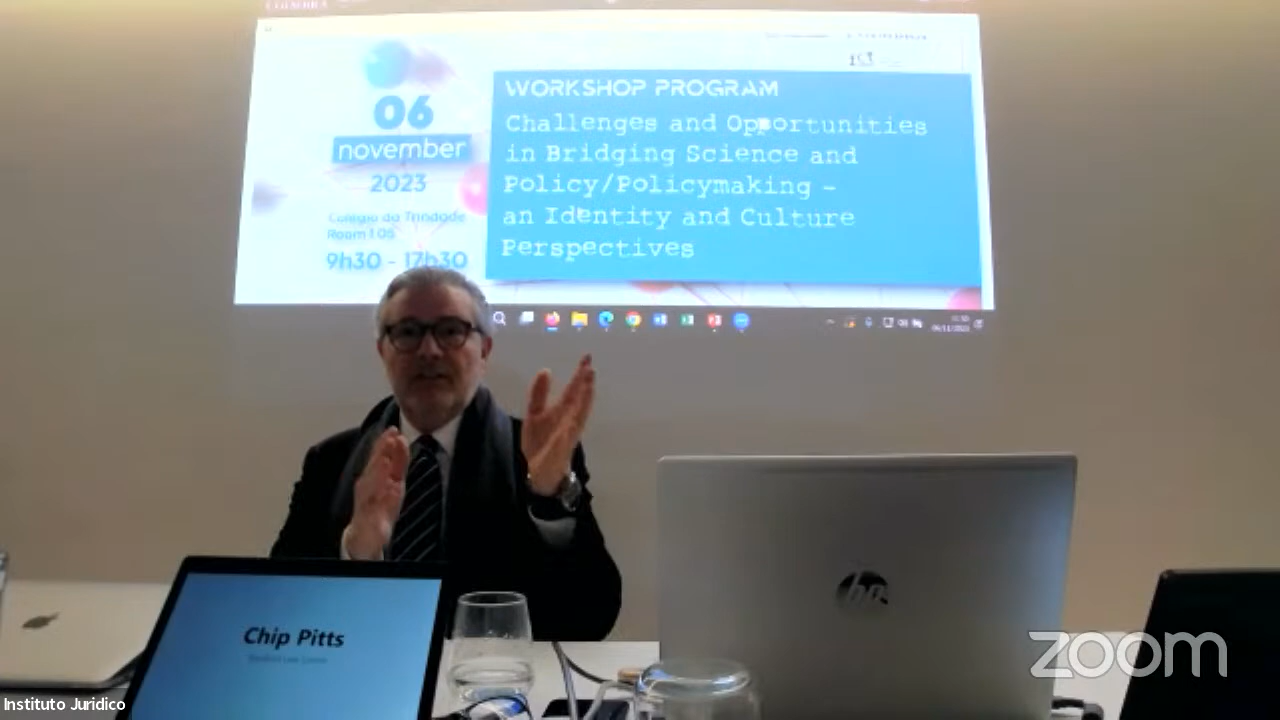 06
november
2023
Colégio da Trindade
Room 1.05
9h30 - 17h30
WORKSHOP PROGRAM
Challenges and Opportunities
in Bridging Science and
Policy/Policymaking –
an Identity and Culture
Perspectives
Chip Pitts
hp
zoom
Instituto Juridico